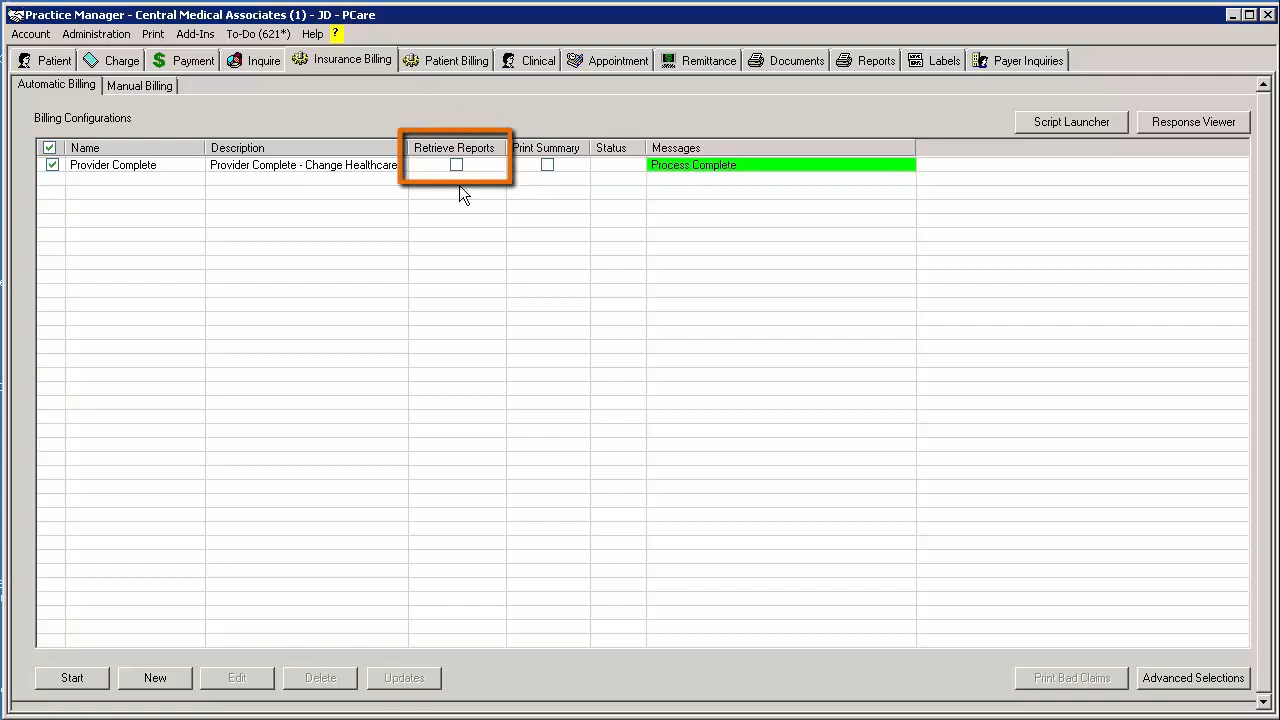 Practice Manager - Central Medical Associates (1) - JD - PCare
Account Administration Print Add-Ins To-Do (621*) Help ?
Patient Charge Payment Inquire Insurance Billing Patient Billing Clinical Appointment Remittance Documents Reports Labels Payer Inquiries
Automatic Billing Manual Billing
Billing Configurations Script Launcher Response Viewer
Name Description Retrieve Reports Print Summary Status Messages
Provider Complete Provider Complete - Change Healthcare Process Complete
Start New Edit Delete Updates Print Bad Claims Advanced Selections